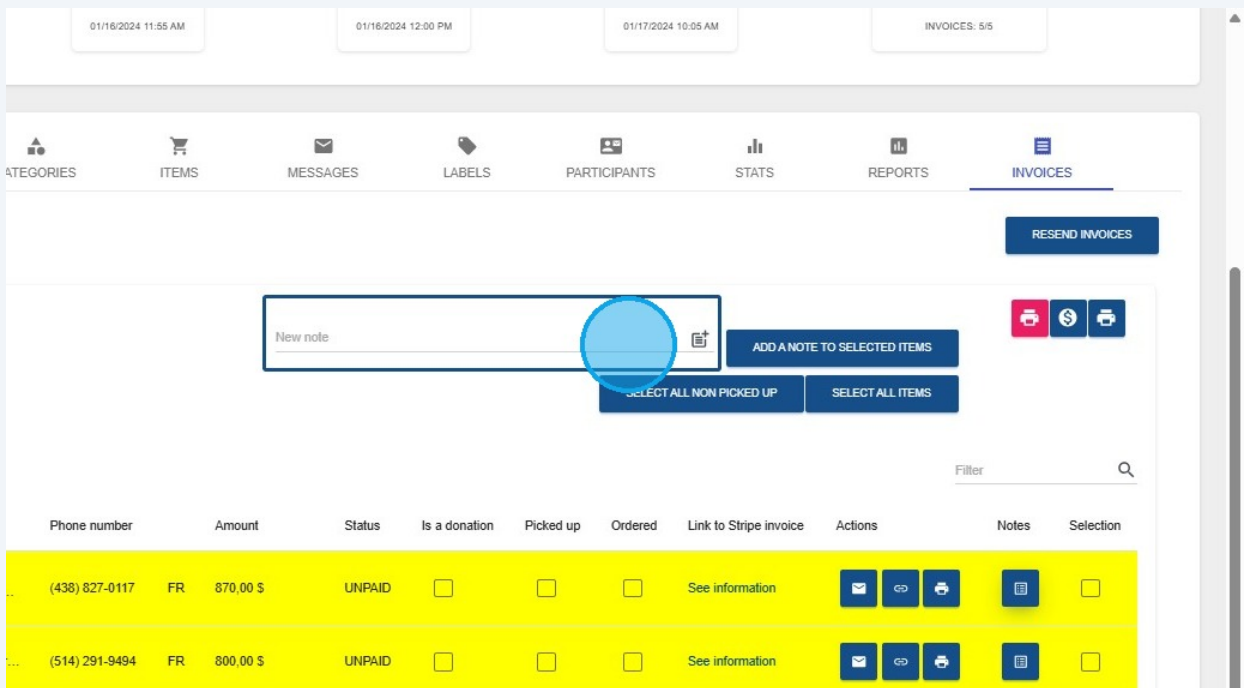 01/16/2024 11:55 AM 01/16/2024 12:00 PM 01/17/2024 10:05 AM INVOICES: 5/5
ATEGORIES ITEMS MESSAGES LABELS PARTICIPANTS STATS REPORTS INVOICES
RESEND INVOICES
New note
ADD A NOTE TO SELECTED ITEMS
SELECT ALL NON PICKED UP SELECT ALL ITEMS
Filter
Phone number Amount Status Is a donation Picked up Ordered Link to Stripe invoice Actions Notes Selection
... (438) 827-0117 FR 870,00 $ UNPAID See information
r... (514) 291-9494 FR 800,00 $ UNPAID See information